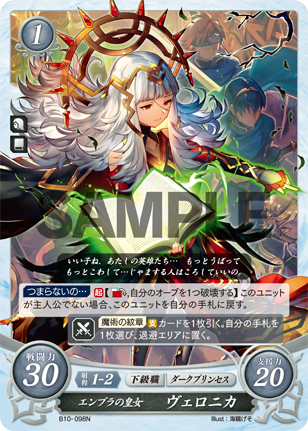 1
SAMPLE
いい子ね、あたしの英雄たち… もっとうばって
もっとこわして…じゃまする人はころしていいの。
つまらないの… 起【,自分のオーブを1つ破壊する】このユニット
が主人公でない場合、このユニットを自分の手札に戻す。
魔術の紋章 支 カードを1枚引く。自分の手札を
1枚選び、退避エリアに置く。
戦闘力
30
射程 1-2 下級職 ダークプリンセス
支援力
20
エンブラの皇女 ヴェロニカ
B10-098N
Illust:海鵜げそ